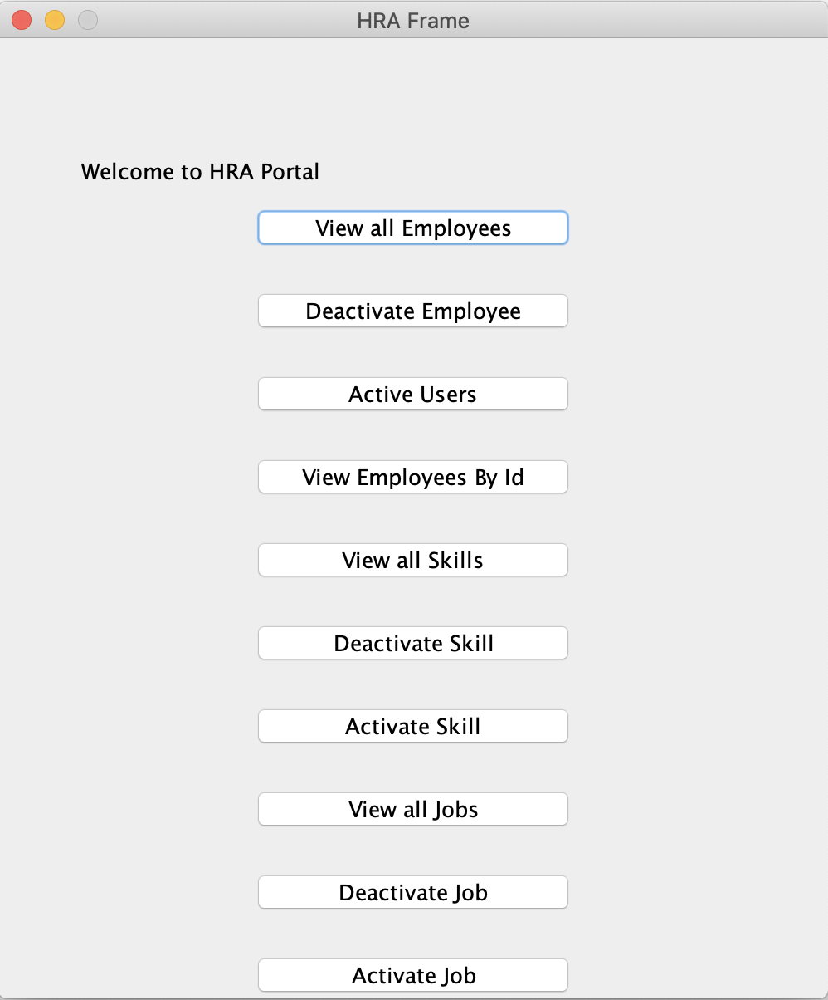 HRA Frame
Welcome to HRA Portal
View all Employees
Deactivate Employee
Active Users
View Employees By Id
View all Skills
Deactivate Skill
Activate Skill
View all Jobs
Deactivate Job
Activate Job